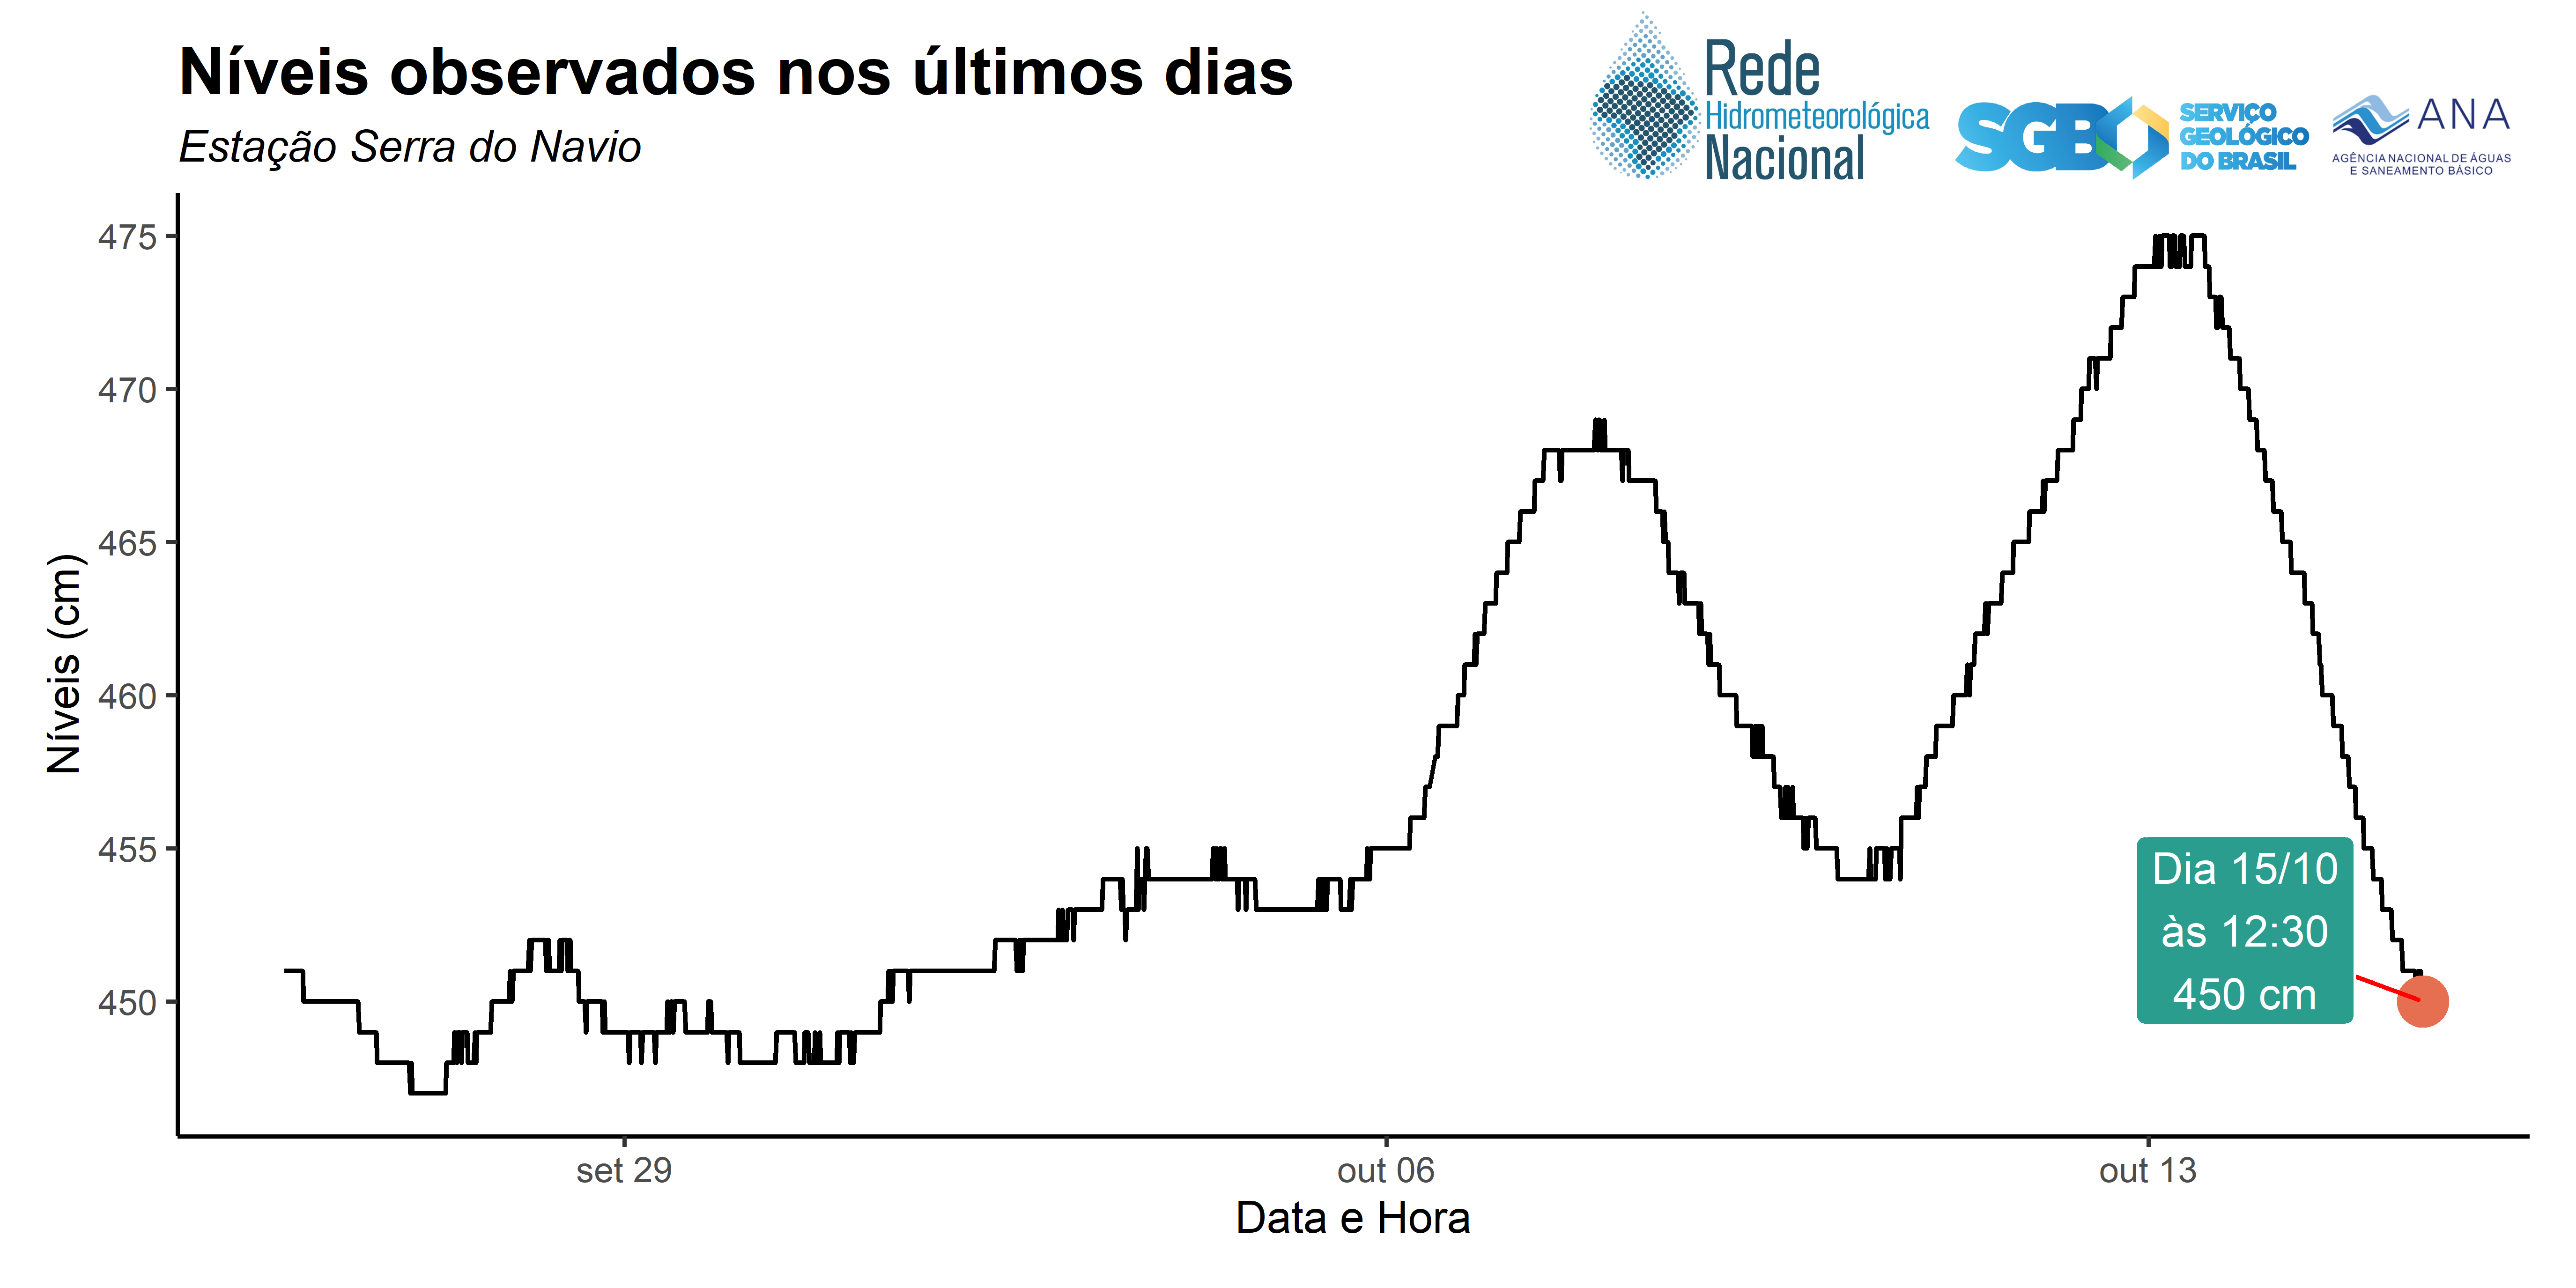 Níveis observados nos últimos dias
Estação Serra do Navio
Rede
Hidrometeorológica
Nacional
SGB
SERVIÇO
GEOLÓGICO
DO BRASIL
ANA
AGÊNCIA NACIONAL DE ÁGUAS
E SANEAMENTO BÁSICO
475
470
465
460
455
450
Níveis (cm)
Dia 15/10
às 12:30
450 cm
set 29
out 06
out 13
Data e Hora